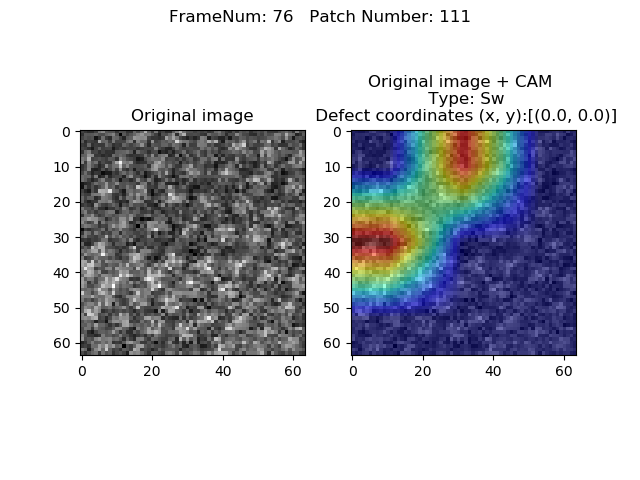 FrameNum: 76   Patch Number: 111
Original image
Original image + CAM
Type: Sw
Defect coordinates (x, y):[(0.0, 0.0)]
0
10
20
30
40
50
60
0 20 40 60
0
10
20
30
40
50
60
0 20 40 60